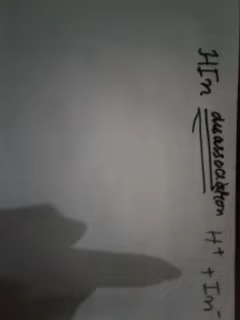 HIn ⇌ dissociation H⁺ + In⁻